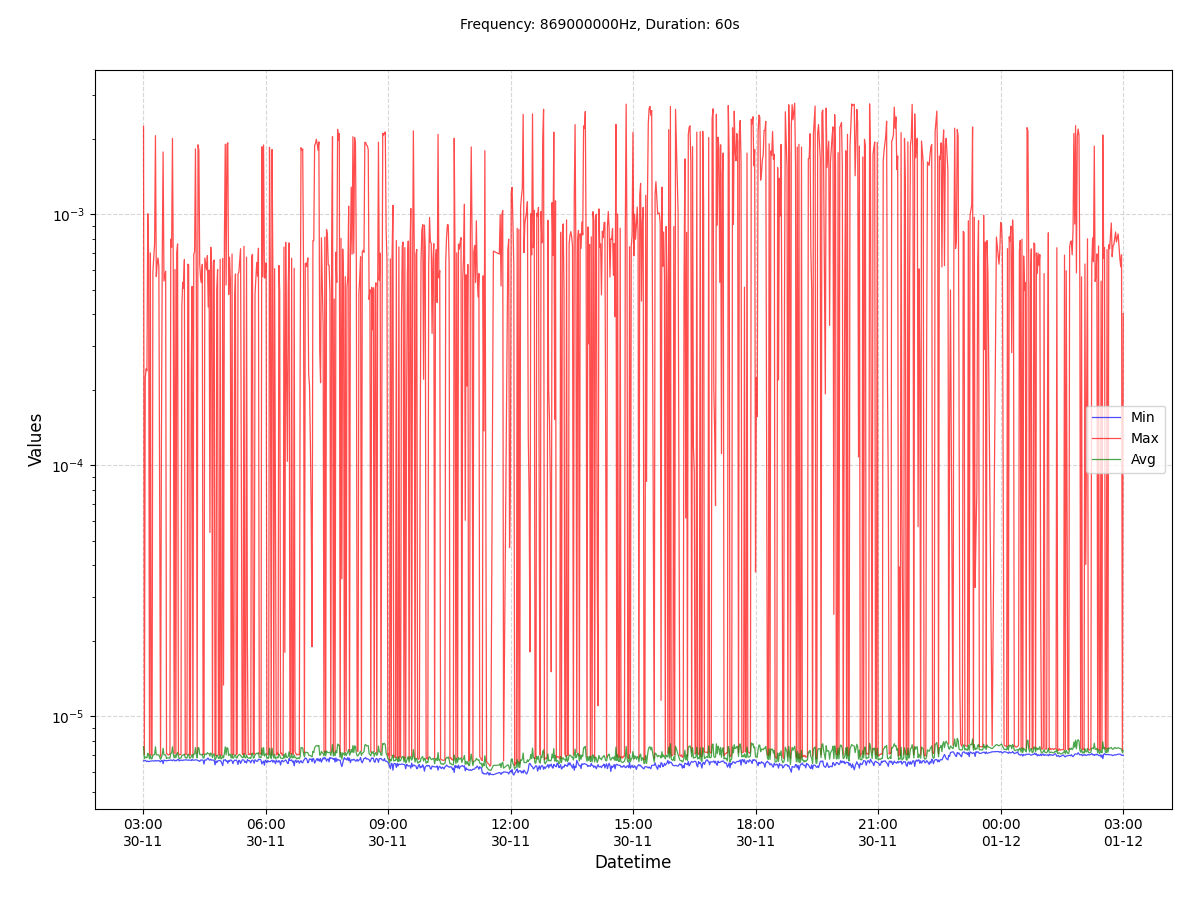 Frequency: 869000000Hz, Duration: 60s
Values
10⁻³
10⁻⁴
10⁻⁵
Min
Max
Avg
03:00 06:00 09:00 12:00 15:00 18:00 21:00 00:00 03:00
30-11 30-11 30-11 30-11 30-11 30-11 30-11 01-12 01-12
Datetime